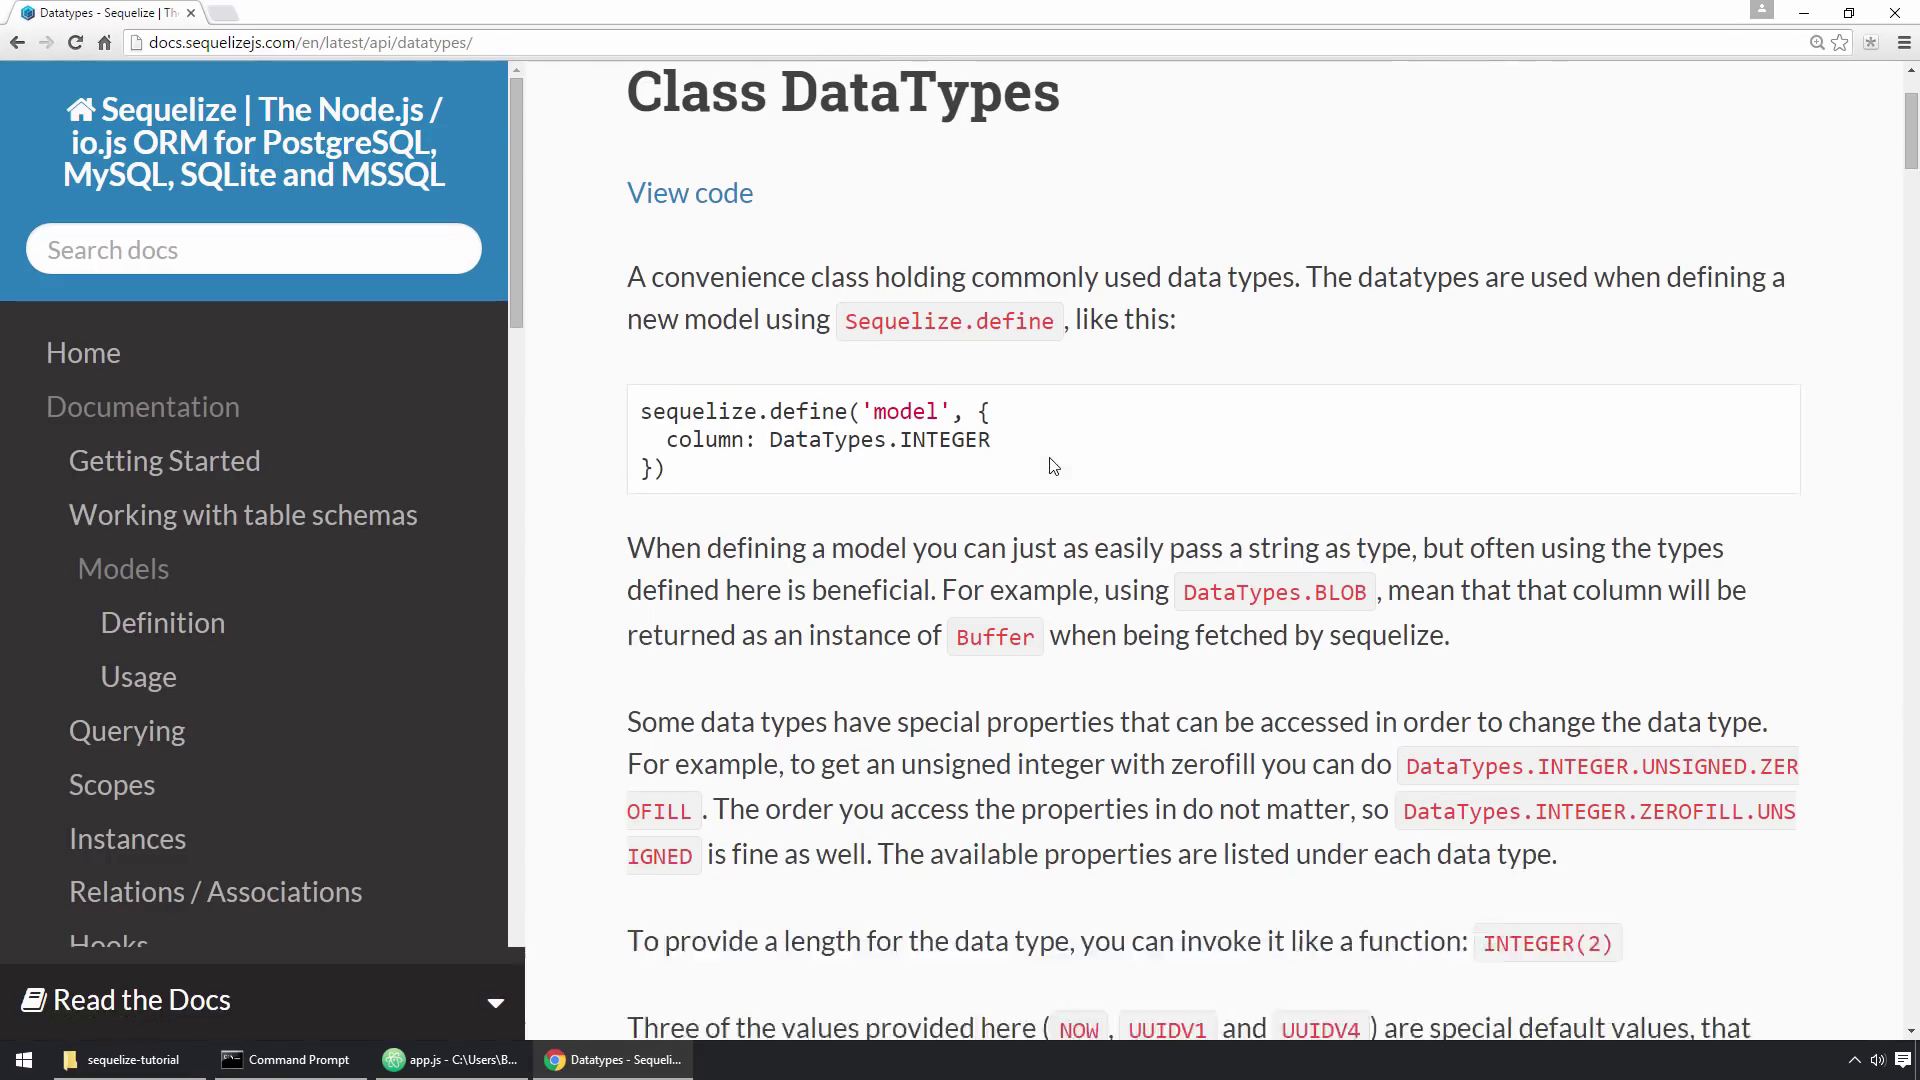 Datatypes - Sequelize | Th
docs.sequelizejs.com/en/latest/api/datatypes/
Sequelize | The Node.js /
io.js ORM for PostgreSQL,
MySQL, SQLite and MSSQL
Search docs
Home
Documentation
Getting Started
Working with table schemas
Models
Definition
Usage
Querying
Scopes
Instances
Relations / Associations
Hooks
Read the Docs
Class DataTypes
View code
A convenience class holding commonly used data types. The datatypes are used when defining a
new model using Sequelize.define, like this:
sequelize.define('model', {
column: DataTypes.INTEGER
})
When defining a model you can just as easily pass a string as type, but often using the types
defined here is beneficial. For example, using DataTypes.BLOB, mean that that column will be
returned as an instance of Buffer when being fetched by sequelize.
Some data types have special properties that can be accessed in order to change the data type.
For example, to get an unsigned integer with zerofill you can do DataTypes.INTEGER.UNSIGNED.ZER
OFILL. The order you access the properties in do not matter, so DataTypes.INTEGER.ZEROFILL.UNS
IGNED is fine as well. The available properties are listed under each data type.
To provide a length for the data type, you can invoke it like a function: INTEGER(2)
Three of the values provided here (NOW, UUIDV1 and UUIDV4) are special default values, that
sequelize-tutorial
Command Prompt
app.js - C:\Users\B...
Datatypes - Sequeli...